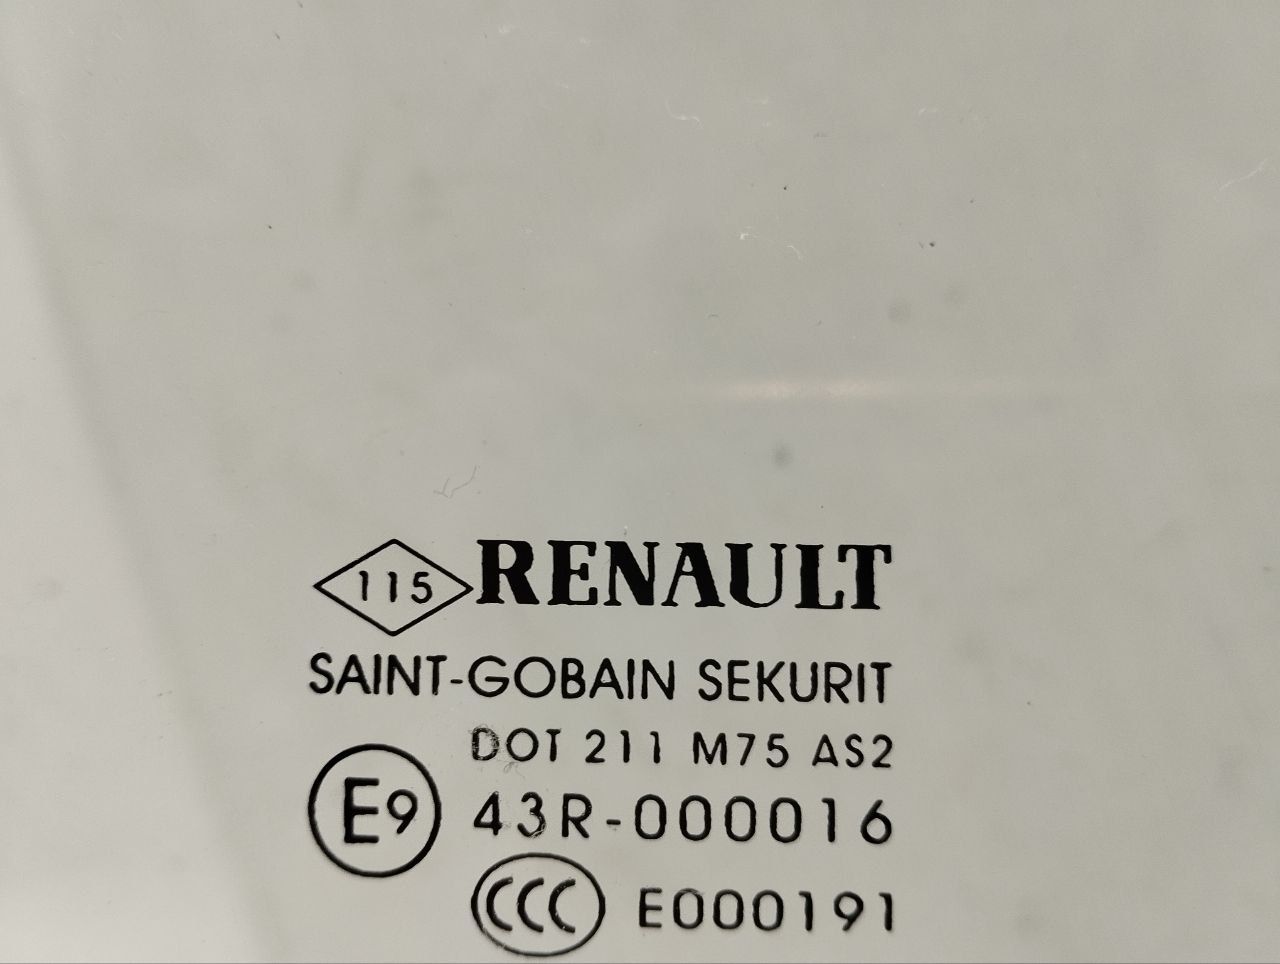 115 RENAULT
SAINT-GOBAIN SEKURIT
DOT 211 M75 AS2
E9 43R-000016
CCC E000191